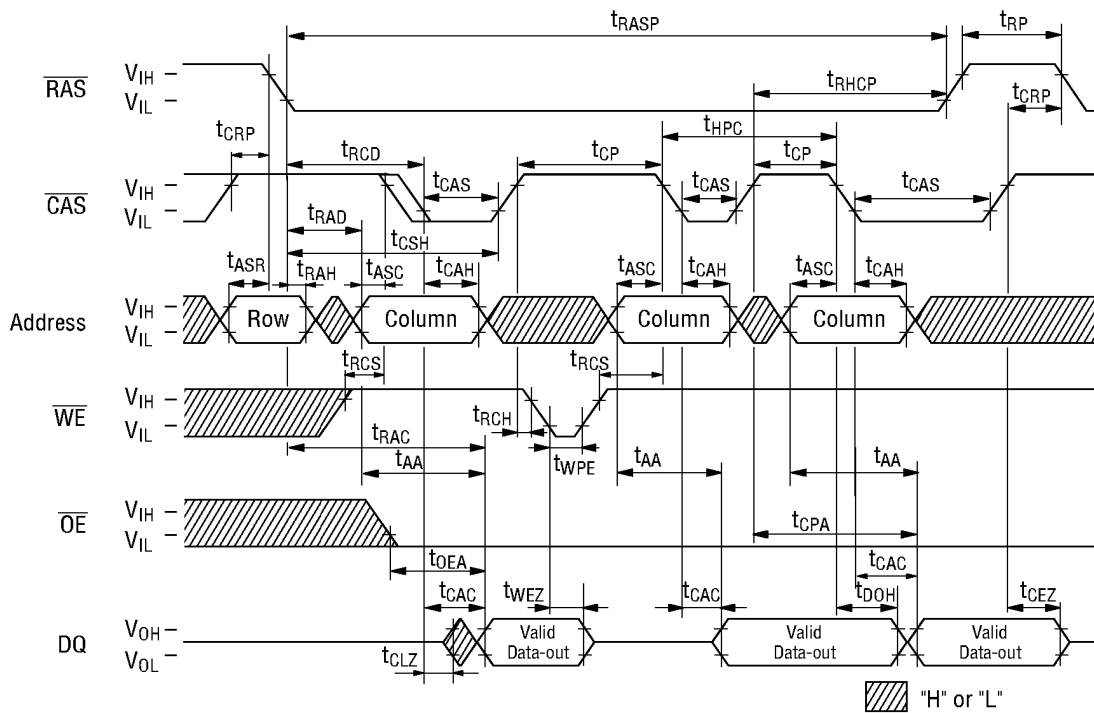 tRASP
tRP
RAS
VIH
VIL
tRHCP
tCRP
tHPC
tCRP
tRCD
tCP
tCP
CAS
VIH
VIL
tCAS
tCAS
tCAS
tRAD
tCSH
tASR
tRAH
tASC
tCAH
tASC
tCAH
tASC
tCAH
Address
VIH
VIL
Row
Column
Column
Column
tRCS
tRCS
WE
VIH
VIL
tRCH
tRAC
tWPE
tAA
tAA
tAA
OE
VIH
VIL
tCPA
tOEA
tCAC
tCAC
tWEZ
tCAC
tDOH
tCEZ
DQ
VOH
VOL
Valid
Data-out
Valid
Data-out
Valid
Data-out
tCLZ
"H" or "L"